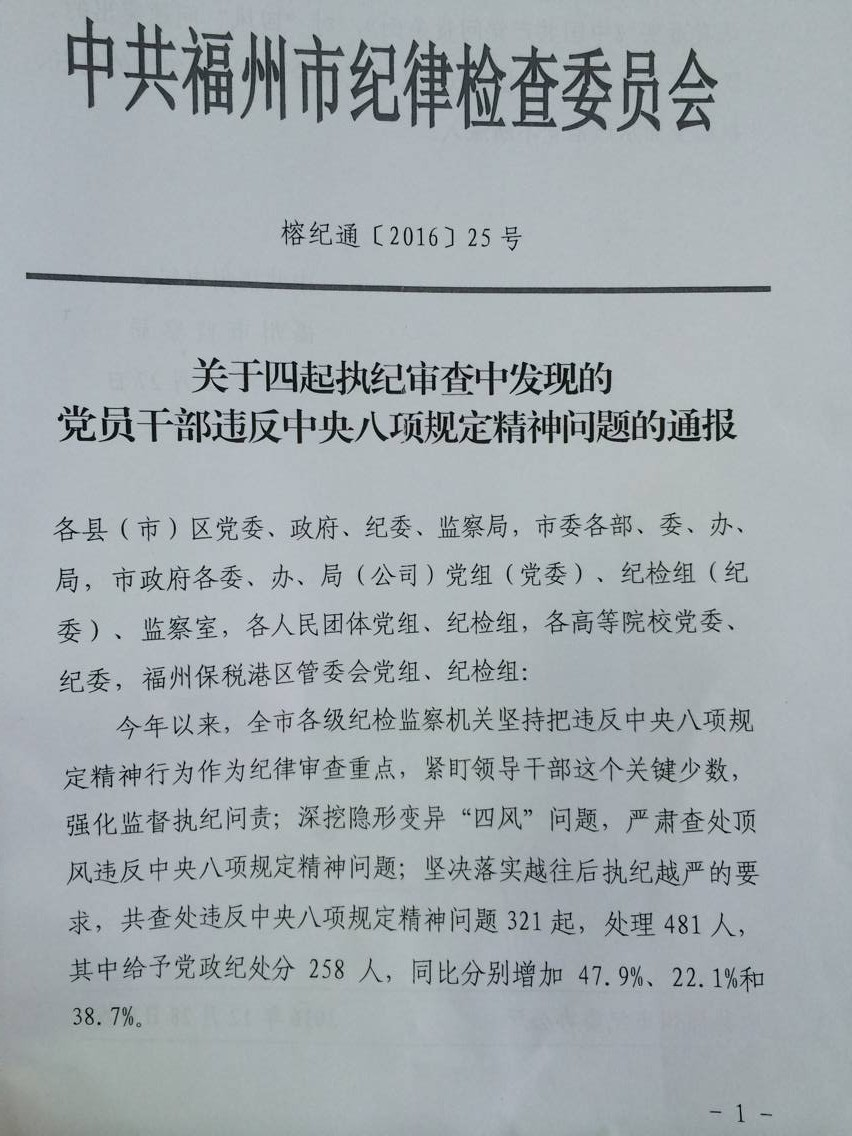 中共福州市纪律检查委员会
榕纪通〔2016〕25号
关于四起执纪审查中发现的
党员干部违反中央八项规定精神问题的通报
各县（市）区党委、政府、纪委、监察局，市委各部、委、办、
局，市政府各委、办、局（公司）党组（党委）、纪检组（纪
委）、监察室，各人民团体党组、纪检组，各高等院校党委、
纪委，福州保税港区管委会党组、纪检组：
今年以来，全市各级纪检监察机关坚持把违反中央八项规
定精神行为作为纪律审查重点，紧盯领导干部这个关键少数，
强化监督执纪问责；深挖隐形变异“四风”问题，严肃查处顶
风违反中央八项规定精神问题；坚决落实越往后执纪越严的要
求，共查处违反中央八项规定精神问题 321 起，处理 481 人，
其中给予党政纪处分 258 人，同比分别增加 47.9%、22.1%和
38.7%。
- 1 -